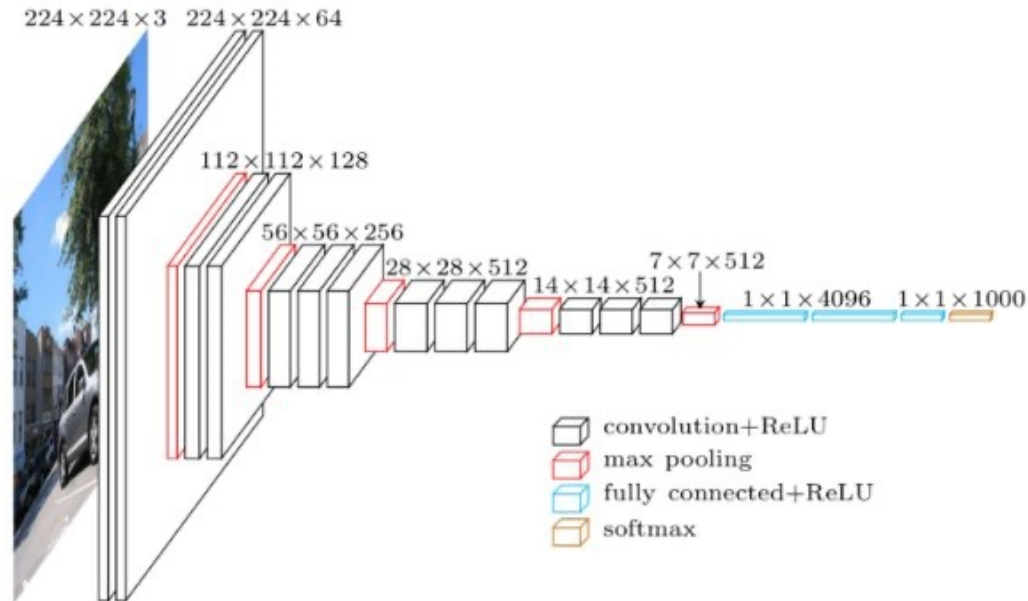 224×224×3
224×224×64
112×112×128
56×56×256
28×28×512
14×14×512
7×7×512
1×1×4096
1×1×1000
convolution+ReLU
max pooling
fully connected+ReLU
softmax